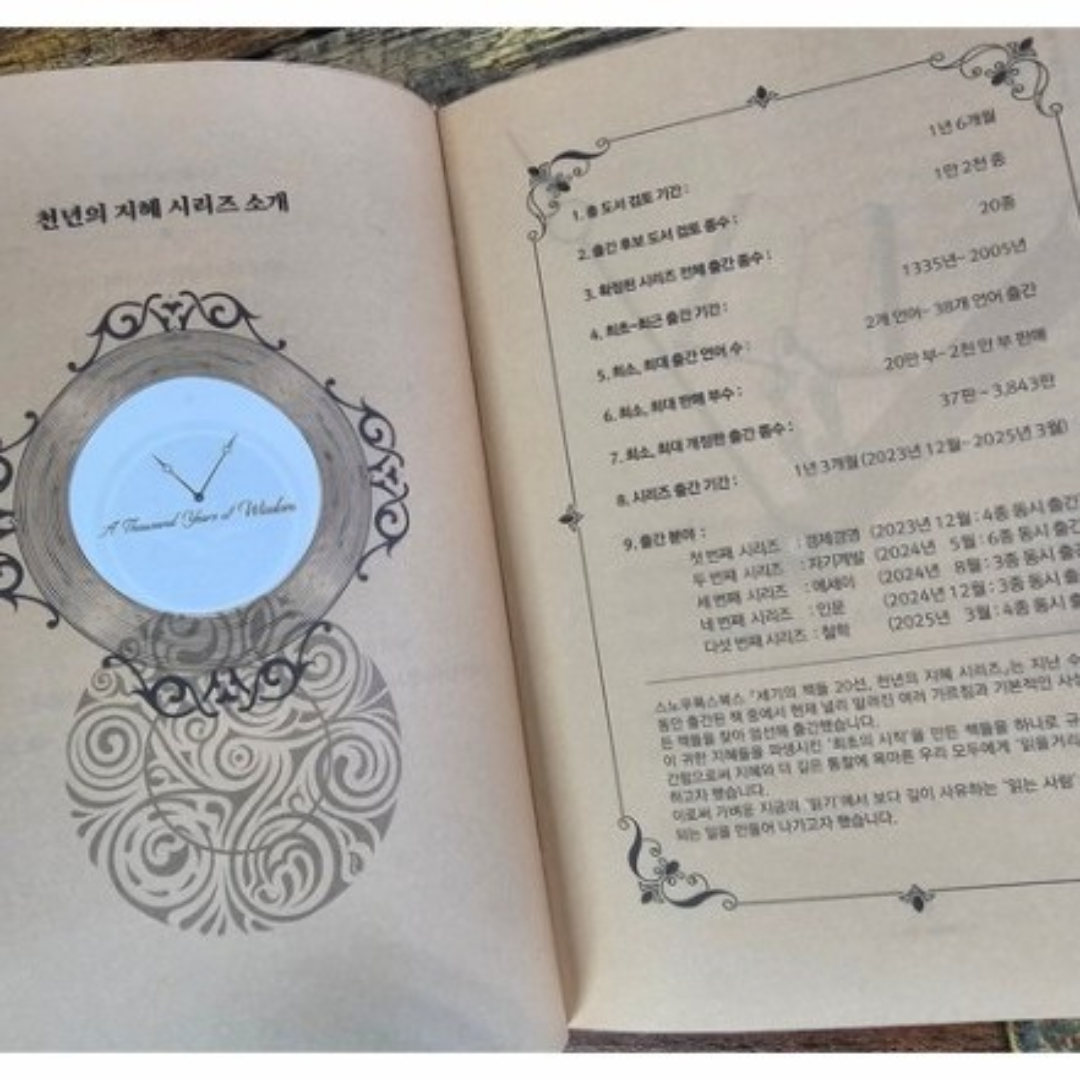 천년의 지혜 시리즈 소개
A Thousand Years of Wisdom
1. 총 도서 검토 기간 : 1년 6개월
2. 출간 후보 도서 검토 종수 : 1만 2천 종
3. 확정된 시리즈 전체 출간 종수 : 20종
4. 최초~최근 출간 기간 : 1335년~ 2005년
5. 최소, 최대 출간 언어 수 : 2개 언어~ 38개 언어 출간
6. 최소, 최대 판매 부수 : 20만 부~ 2천만 부 판매
7. 최소, 최대 개정판 출간 종수 : 37판 ~ 3,843판
8. 시리즈 출간 기간 : 1년 3개월 (2023년 12월~ 2025년 3월)
9. 출간 분야 :
첫 번째 시리즈 : 경제경영 (2023년 12월 : 4종 동시 출간
두 번째 시리즈 : 자기계발 (2024년 5월 : 6종 동시 출간
세 번째 시리즈 : 에세이 (2024년 8월 : 3종 동시 출간
네 번째 시리즈 : 인문 (2024년 12월 : 3종 동시 출
다섯 번째 시리즈 : 철학 (2025년 3월 : 4종 동시 출
스노우폭스북스 『세기의 책들 20선, 천년의 지혜 시리즈』는 지난 수
동안 출간된 책 중에서 현재 널리 알려진 여러 가르침과 기본적인 사상
든 책들을 찾아 엄선해 출간했습니다.
이 귀한 지혜들을 파생시킨 '최초의 시작'을 만든 책들을 하나로 규
간함으로써 지혜와 더 깊은 통찰에 목마른 우리 모두에게 '읽을거리
하고자 했습니다.
이로써 가벼운 지금의 '읽기'에서 보다 깊이 사유하는 '읽는 사람'
되는 일을 만들어 나가고자 했습니다.